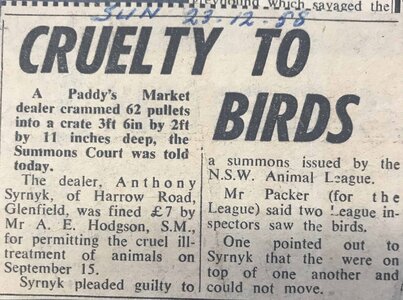 Greyhound which savaged the
SUN 23-12-58
CRUELTY TO
BIRDS
A Paddy's Market
dealer crammed 62 pullets
into a crate 3ft 6in by 2ft
by 11 inches deep, the
Summons Court was told
today.
The dealer, Anthony
Syrnyk, of Harrow Road,
Glenfield, was fined £7 by
Mr A. E. Hodgson, S.M.,
for permitting the cruel ill-
treatment of animals on
September 15.
Syrnyk pleaded guilty to
a summons issued by the
N.S.W. Animal League.
Mr Packer (for the
League) said two League in-
spectors saw the birds.
One pointed out to
Syrnyk that the were on
top of one another and
could not move.